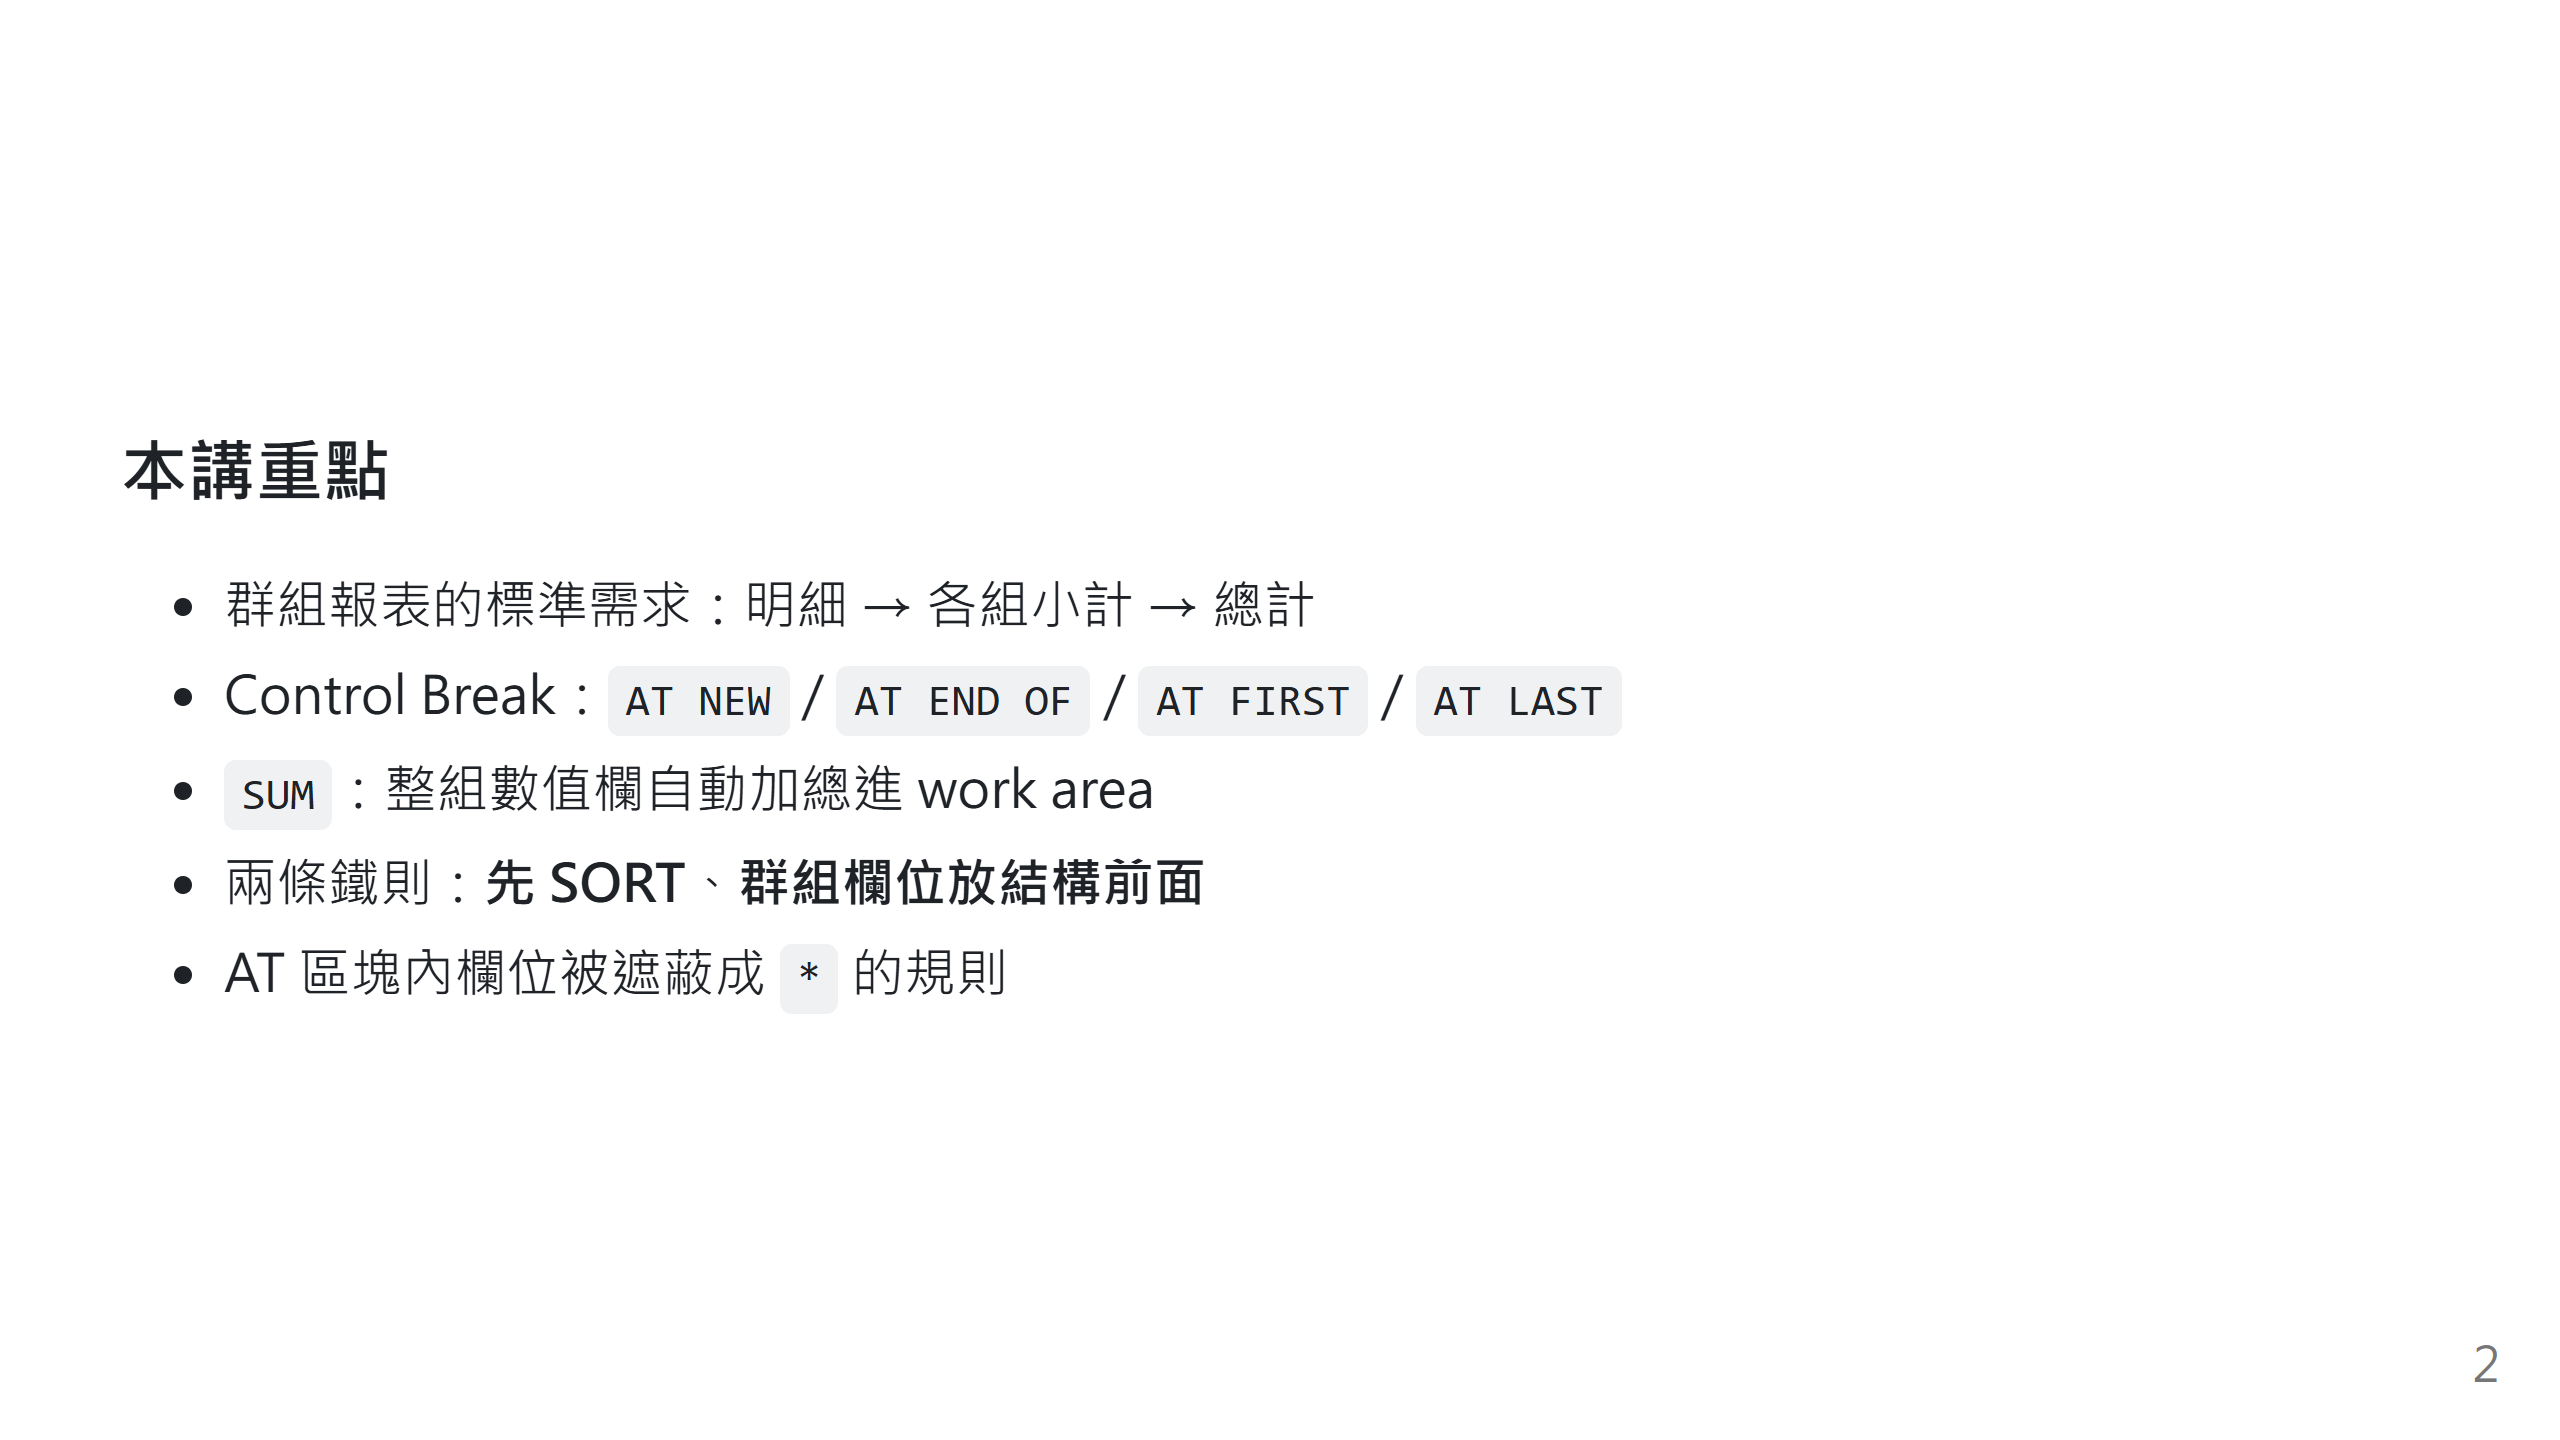 本講重點
• 群組報表的標準需求：明細 → 各組小計 → 總計
• Control Break：AT NEW / AT END OF / AT FIRST / AT LAST
• SUM：整組數值欄自動加總進 work area
• 兩條鐵則：先 SORT、群組欄位放結構前面
• AT 區塊內欄位被遮蔽成 * 的規則
2